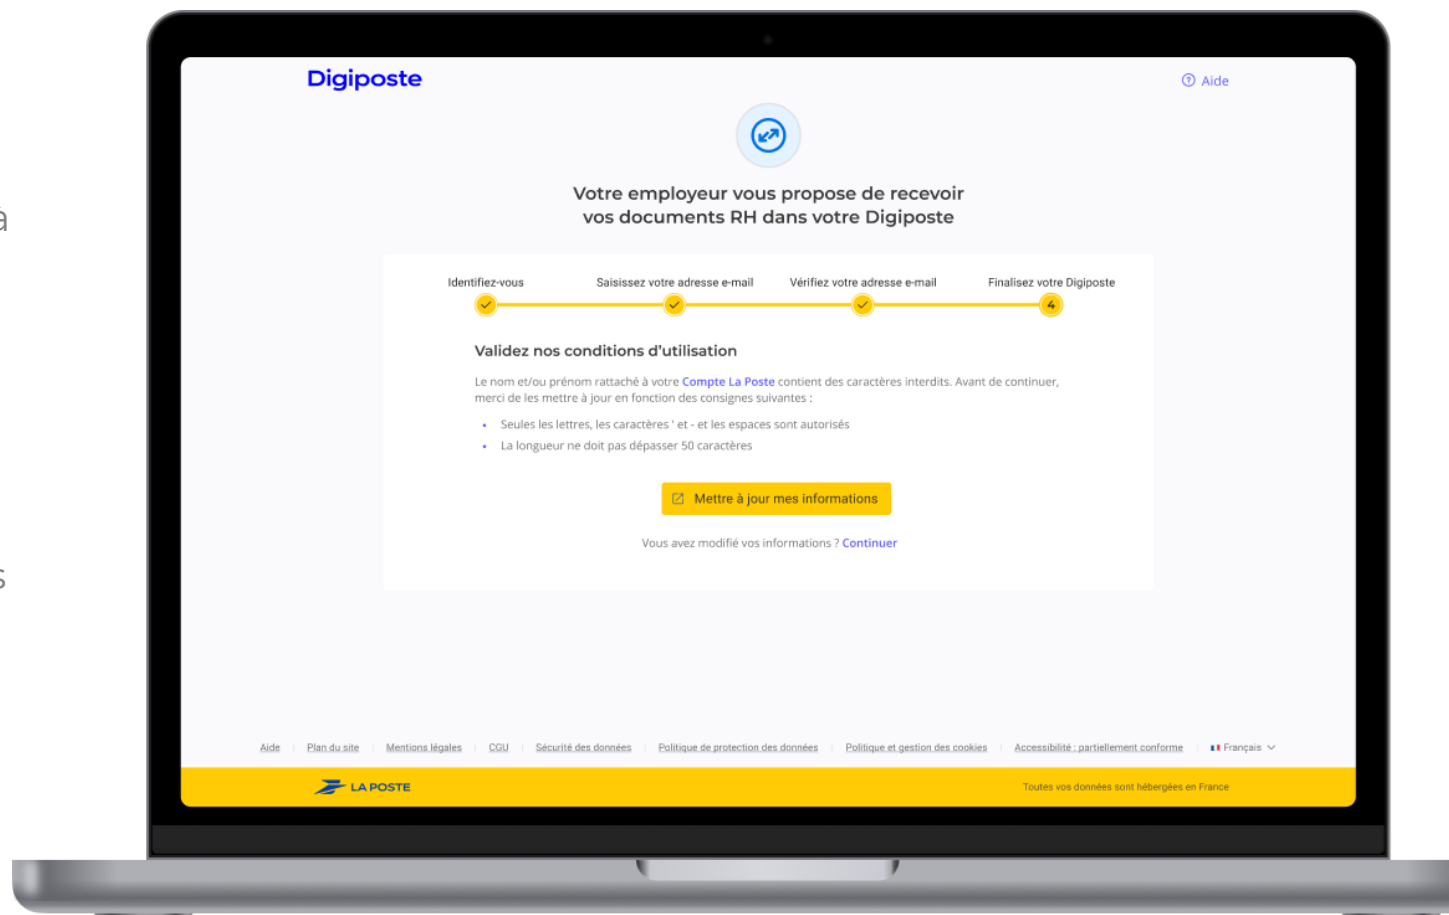 Digiposte
Aide
Votre employeur vous propose de recevoir
vos documents RH dans votre Digiposte
Identifiez-vous
Saisissez votre adresse e-mail
Vérifiez votre adresse e-mail
Finalisez votre Digiposte
4
Validez nos conditions d'utilisation
Le nom et/ou prénom rattaché à votre Compte La Poste contient des caractères interdits. Avant de continuer,
merci de les mettre à jour en fonction des consignes suivantes :
• Seules les lettres, les caractères ' et - et les espaces sont autorisés
• La longueur ne doit pas dépasser 50 caractères
Mettre à jour mes informations
Vous avez modifié vos informations ? Continuer
à
s
Aide Plan du site Mentions légales CGU Sécurité des données Politique de protection des données Politique et gestion des cookies Accessibilité : partiellement conforme Français
LA POSTE
Toutes vos données sont hébergées en France